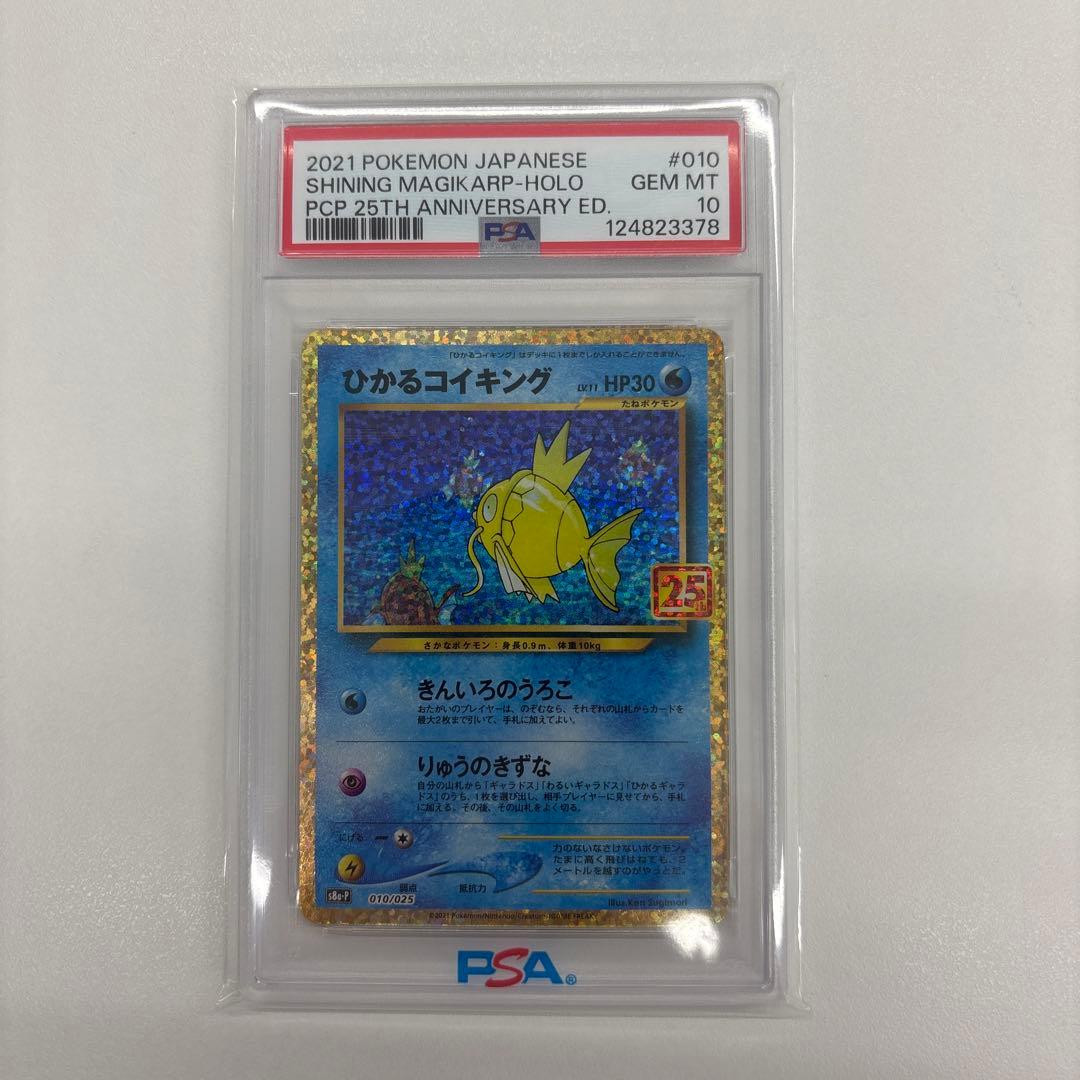 2021 POKEMON JAPANESE #010
SHINING MAGIKARP-HOLO GEM MT
PCP 25TH ANNIVERSARY ED. 10
PSA 124823378
「ひかるコイキング」はデッキに1枚までしか入れることができません。
ひかるコイキング LV.11 HP30
たねポケモン
25th
さかなポケモン：身長0.9m、体重10kg
きんいろのうろこ
おたがいのプレイヤーは、のぞむなら、それぞれの山札からカードを
最大2枚まで引いて、手札に加えてよい。
りゅうのきずな
自分の山札から「ギャラドス」「わるいギャラドス」「ひかるギャラ
ドス」のうち、1枚を選び出し、相手プレイヤーに見せてから、手札
に加える。その後、その山札をよく切る。
にげる
力のないなさけないポケモン。
たまに高く飛びはねても、2
メートルを越すのがやっとだ。
弱点 抵抗力
S8a-P 010/025
Illus.Ken Sugimori
©2021 Pokémon/Nintendo/Creatures/GAME FREAK
PSA®